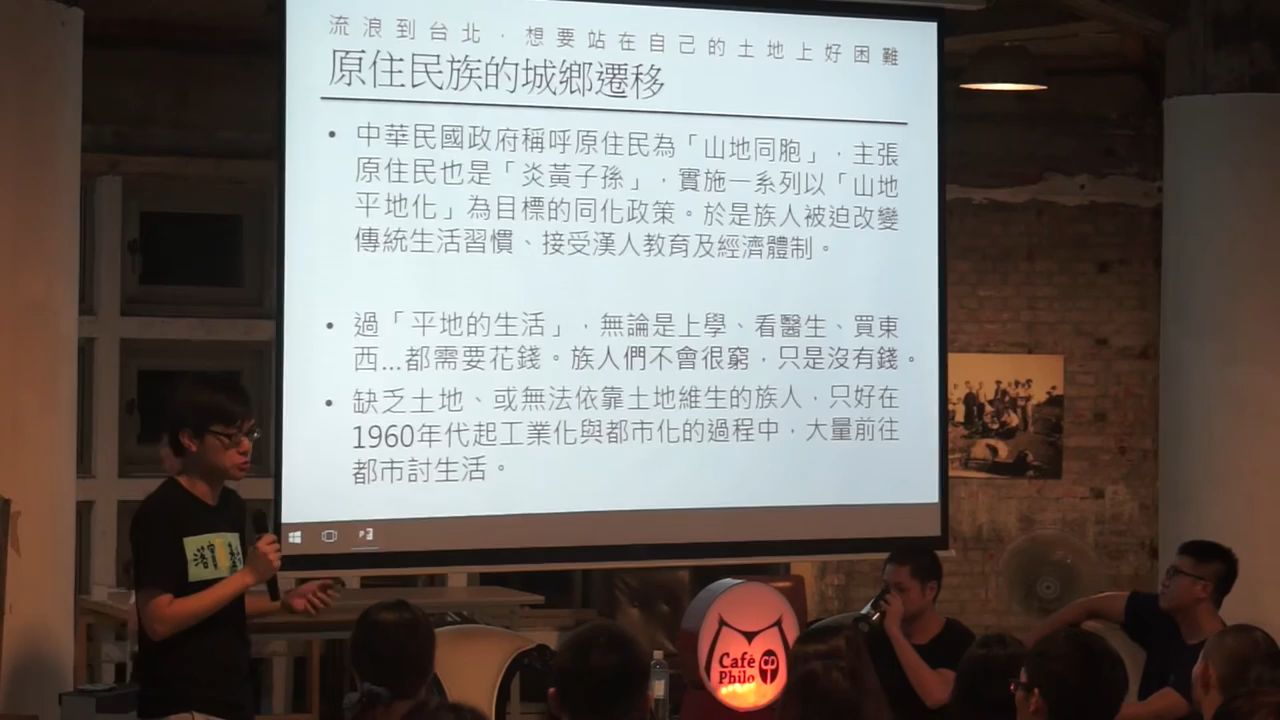 流浪到台北，想要站在自己的土地上好困難
原住民族的城鄉遷移
• 中華民國政府稱呼原住民為「山地同胞」，主張
原住民也是「炎黃子孫」，實施一系列以「山地
平地化」為目標的同化政策。於是族人被迫改變
傳統生活習慣、接受漢人教育及經濟體制。
• 過「平地的生活」，無論是上學、看醫生、買東
西...都需要花錢。族人們不會很窮，只是沒有錢。
• 缺乏土地、或無法依靠土地維生的族人，只好在
1960年代起工業化與都市化的過程中，大量前往
都市討生活。
Café
Philo